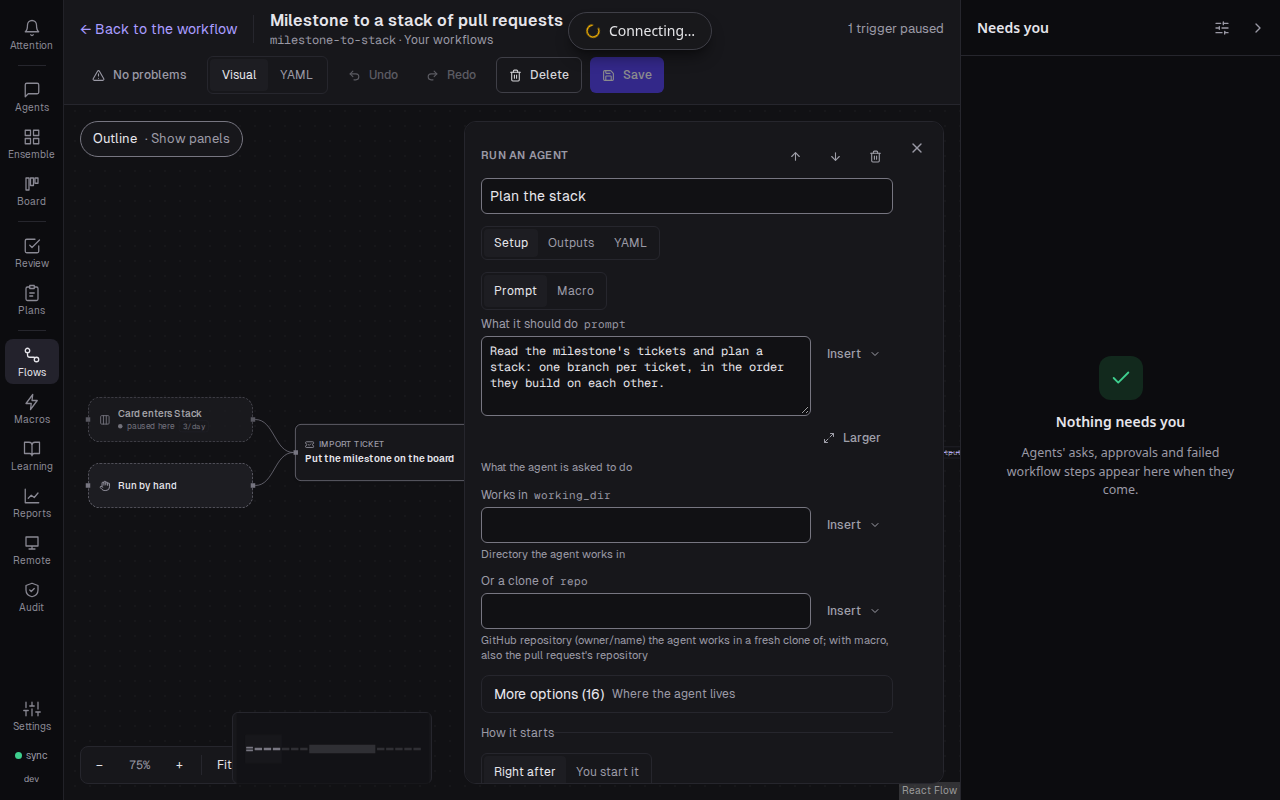 Attention
Agents
Ensemble
Board
Review
Plans
Flows
Macros
Learning
Reports
Remote
Audit
Settings
sync
dev
← Back to the workflow
Milestone to a stack of pull requests
milestone-to-stack · Your workflows
Connecting...
1 trigger paused
No problems
Visual
YAML
Undo
Redo
Delete
Save
Outline · Show panels
Card enters Stack
paused here · 3/day
Run by hand
IMPORT TICKET
Put the milestone on the board
− 75% + Fit
RUN AN AGENT
Plan the stack
Setup
Outputs
YAML
Prompt
Macro
What it should do prompt
Read the milestone's tickets and plan a
stack: one branch per ticket, in the order
they build on each other.
Insert
Larger
What the agent is asked to do
Works in working_dir
Insert
Directory the agent works in
Or a clone of repo
Insert
GitHub repository (owner/name) the agent works in a fresh clone of; with macro,
also the pull request's repository
More options (16) Where the agent lives
How it starts
Right after
You start it
React Flow
Needs you
Nothing needs you
Agents' asks, approvals and failed
workflow steps appear here when they
come.